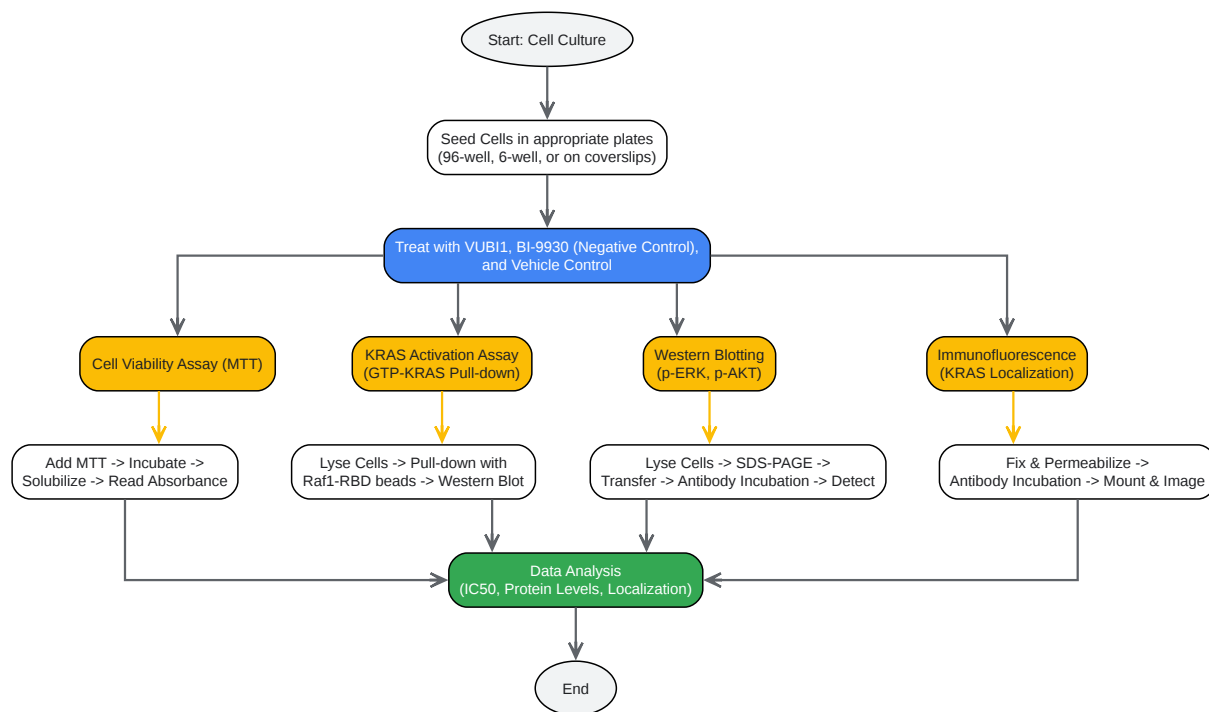 Start: Cell Culture
Seed Cells in appropriate plates
(96-well, 6-well, or on coverslips)
Treat with VUBI1, BI-9930 (Negative Control),
and Vehicle Control
Cell Viability Assay (MTT)
KRAS Activation Assay
(GTP-KRAS Pull-down)
Western Blotting
(p-ERK, p-AKT)
Immunofluorescence
(KRAS Localization)
Add MTT -> Incubate ->
Solubilize -> Read Absorbance
Lyse Cells -> Pull-down with
Raf1-RBD beads -> Western Blot
Lyse Cells -> SDS-PAGE ->
Transfer -> Antibody Incubation -> Detect
Fix & Permeabilize ->
Antibody Incubation -> Mount & Image
Data Analysis
(IC50, Protein Levels, Localization)
End